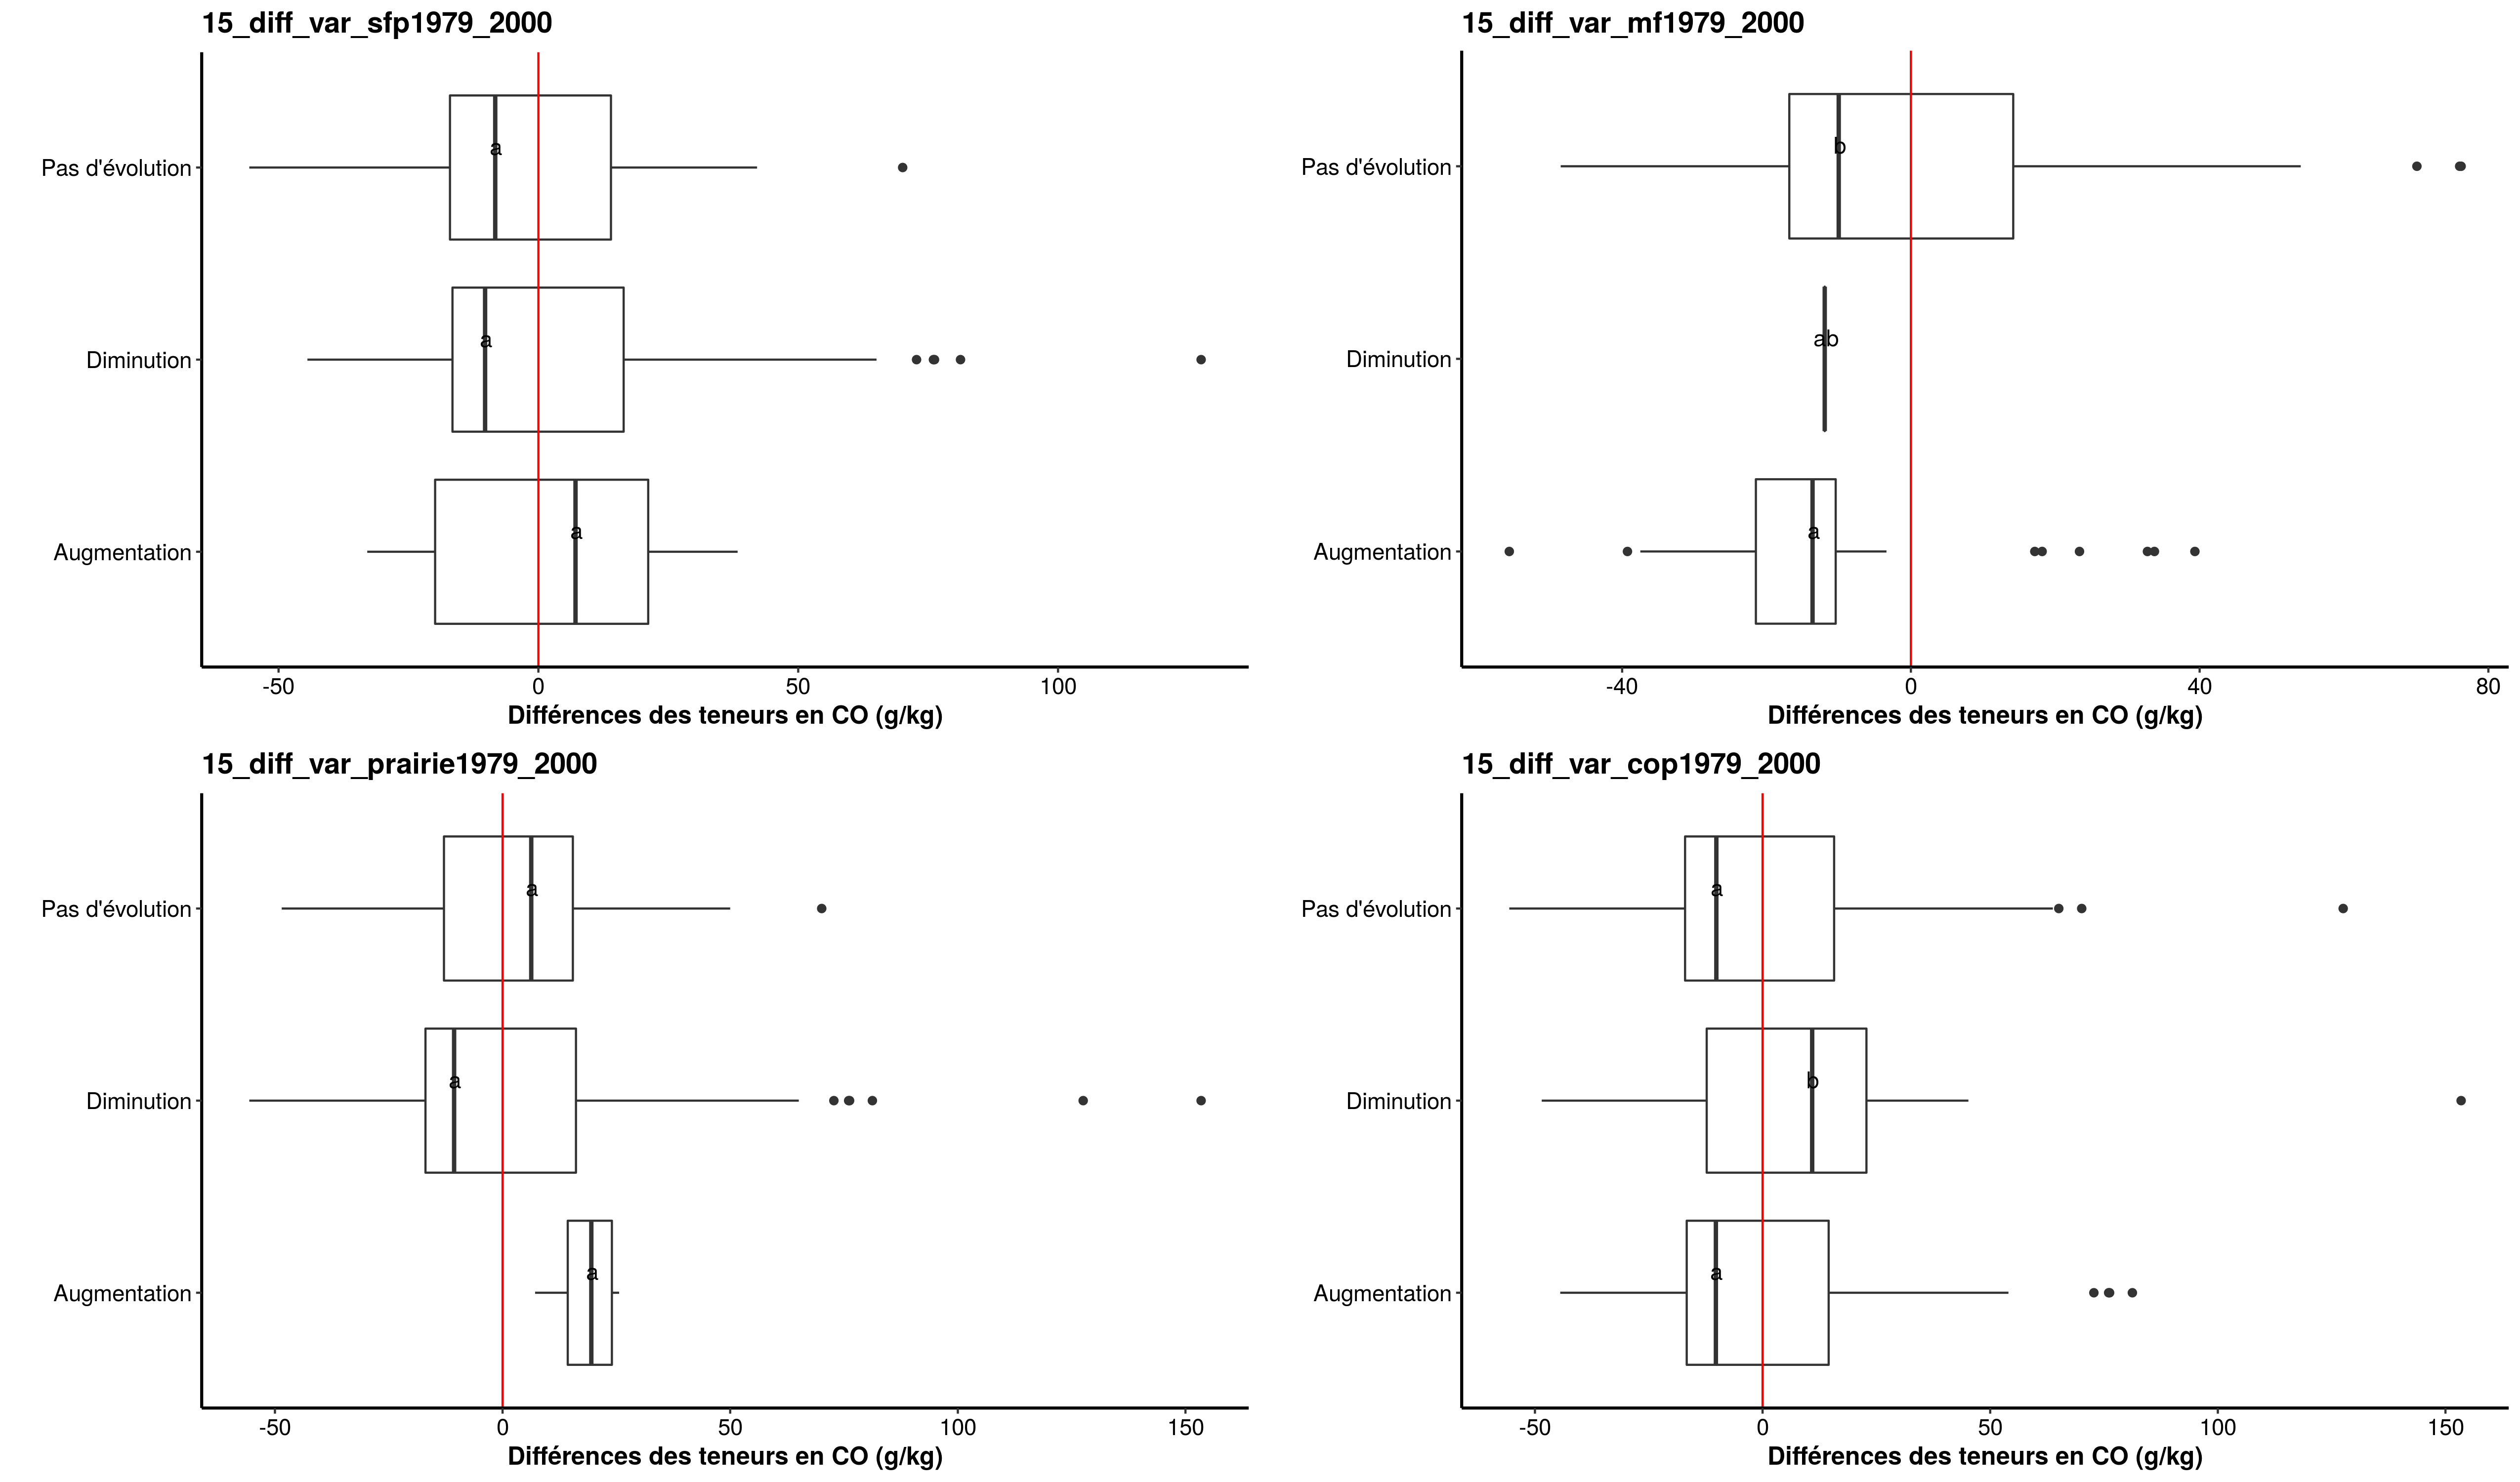 15_diff_var_sfp1979_2000
Pas d'évolution
a
Diminution
a
Augmentation
a
-50 0 50 100
Différences des teneurs en CO (g/kg)
15_diff_var_mf1979_2000
Pas d'évolution
b
Diminution
ab
Augmentation
a
-40 0 40 80
Différences des teneurs en CO (g/kg)
15_diff_var_prairie1979_2000
Pas d'évolution
a
Diminution
a
Augmentation
a
-50 0 50 100 150
Différences des teneurs en CO (g/kg)
15_diff_var_cop1979_2000
Pas d'évolution
a
Diminution
b
Augmentation
a
-50 0 50 100 150
Différences des teneurs en CO (g/kg)